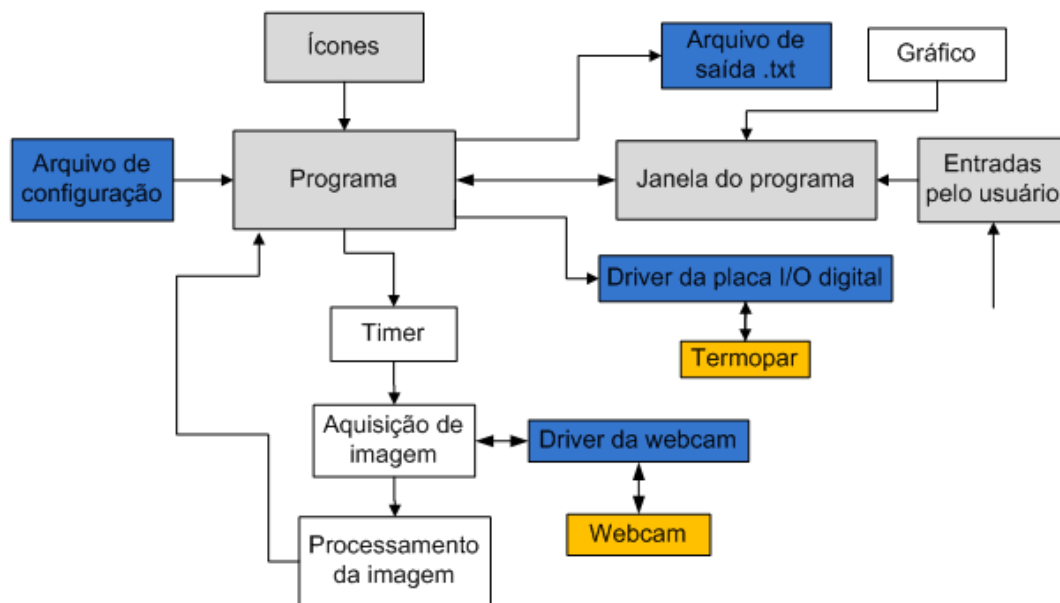 Ícones
Arquivo de
saída .txt
Gráfico
Arquivo de
configuração
Programa
Janela do programa
Entradas
pelo usuário
Driver da placa I/O digital
Timer
Termopar
Aquisição de
imagem
Driver da webcam
Webcam
Processamento
da imagem